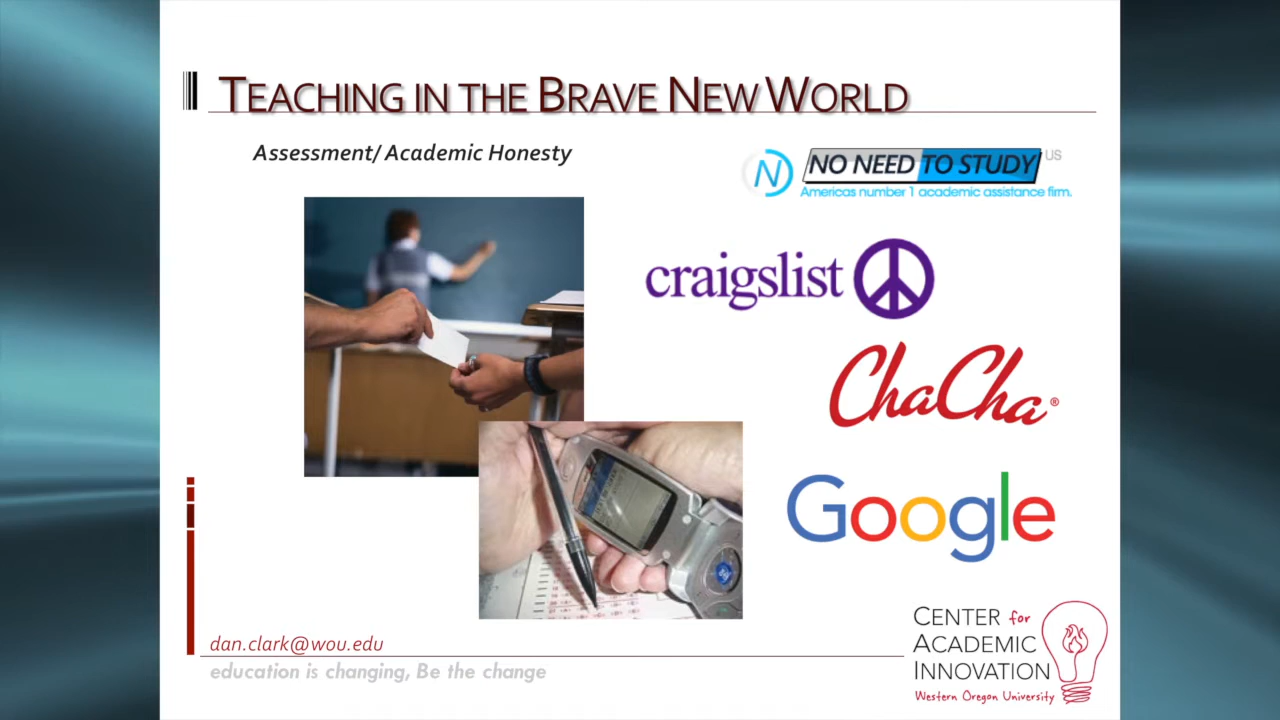 TEACHING IN THE BRAVE NEW WORLD
Assessment/ Academic Honesty
N
NO NEED TO STUDY US
Americas number 1 academic assistance firm.
craigslist
ChaCha®
Google
dan.clark@wou.edu
education is changing, Be the change
CENTER for
ACADEMIC
INNOVATION
Western Oregon University